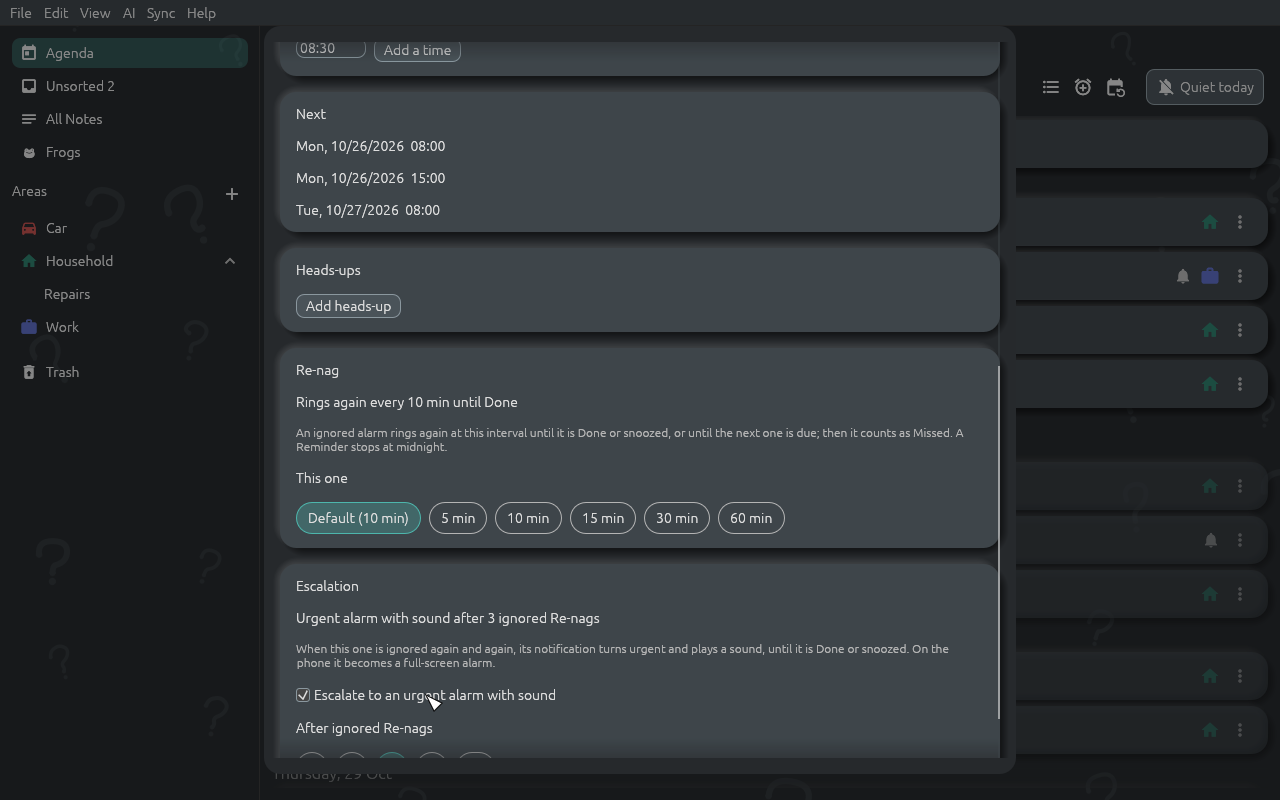 File Edit View AI Sync Help
Agenda
Unsorted 2
All Notes
Frogs
Areas
Car
Household
Repairs
Work
Trash
08:30 Add a time
Next
Mon, 10/26/2026 08:00
Mon, 10/26/2026 15:00
Tue, 10/27/2026 08:00
Heads-ups
Add heads-up
Re-nag
Rings again every 10 min until Done
An ignored alarm rings again at this interval until it is Done or snoozed, or until the next one is due; then it counts as Missed. A
Reminder stops at midnight.
This one
Default (10 min) 5 min 10 min 15 min 30 min 60 min
Escalation
Urgent alarm with sound after 3 ignored Re-nags
When this one is ignored again and again, its notification turns urgent and plays a sound, until it is Done or snoozed. On the
phone it becomes a full-screen alarm.
Escalate to an urgent alarm with sound
After ignored Re-nags
Quiet today
Thursday, 29 Oct